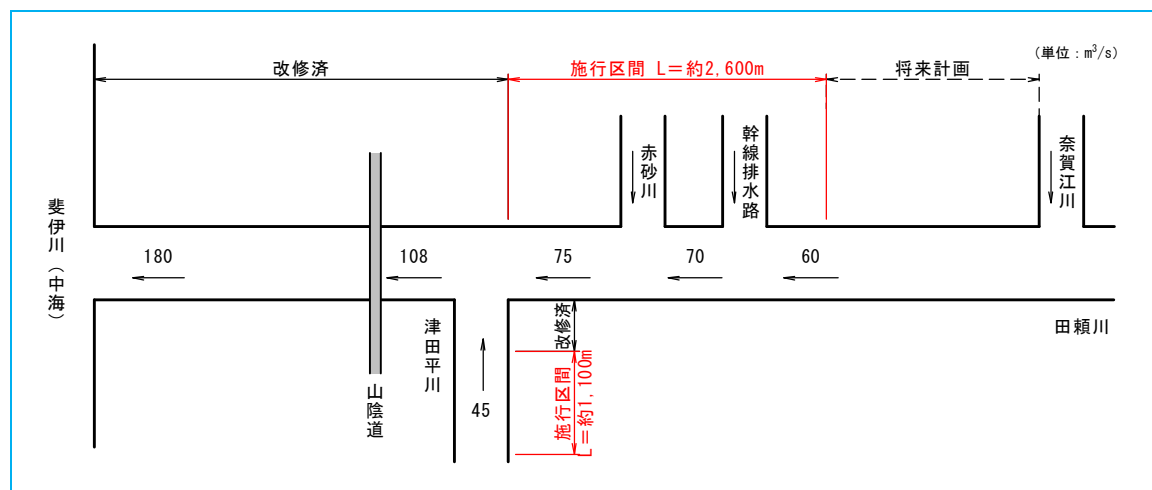 (単位：m³/s)
改修済
施行区間 L＝約2,600m
将来計画
赤砂川
幹線排水路
奈賀江川
斐伊川（中海）
180
108
75
70
60
田頼川
津田平川
山陰道
45
改修済
施行区間
L＝約1,100m